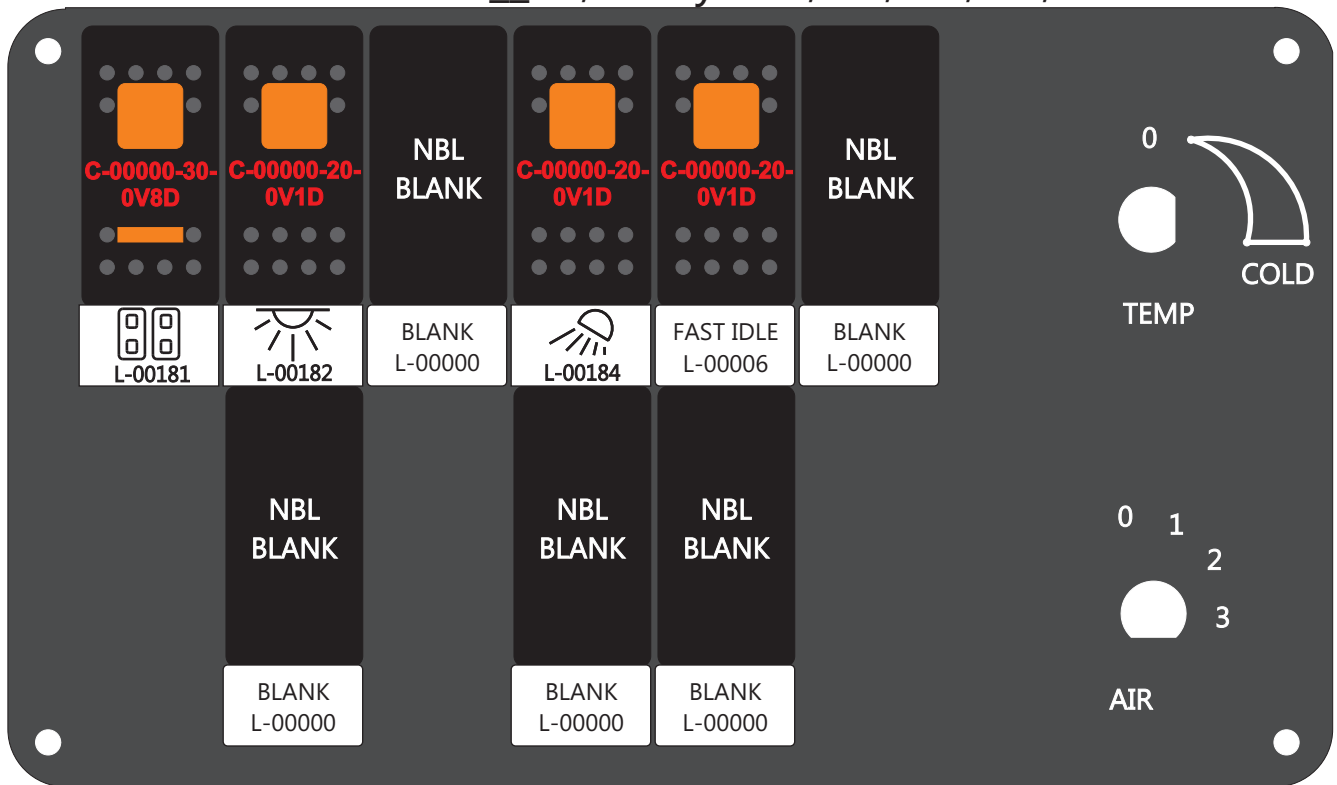 C-00000-30-
0V8D
C-00000-20-
0V1D
NBL
BLANK
C-00000-20-
0V1D
C-00000-20-
0V1D
NBL
BLANK
0
COLD
TEMP
L-00181
L-00182
BLANK
L-00000
L-00184
FAST IDLE
L-00006
BLANK
L-00000
NBL
BLANK
NBL
BLANK
NBL
BLANK
0
1
2
3
AIR
BLANK
L-00000
BLANK
L-00000
BLANK
L-00000